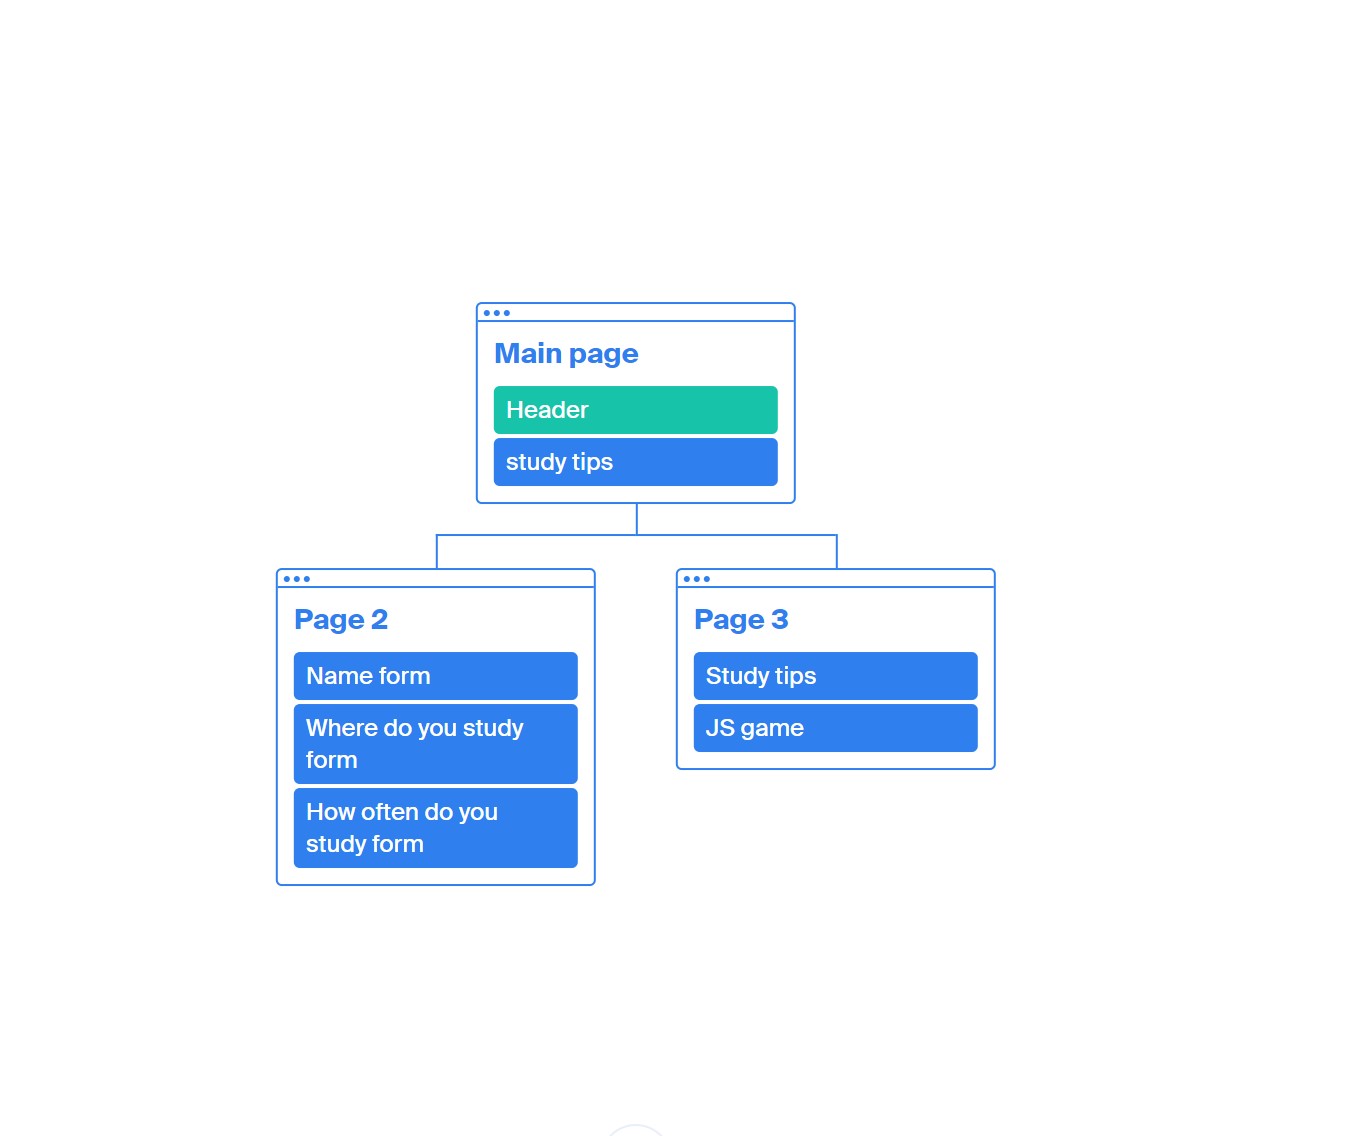 Main page
Header
study tips
Page 2
Name form
Where do you study
form
How often do you
study form
Page 3
Study tips
JS game